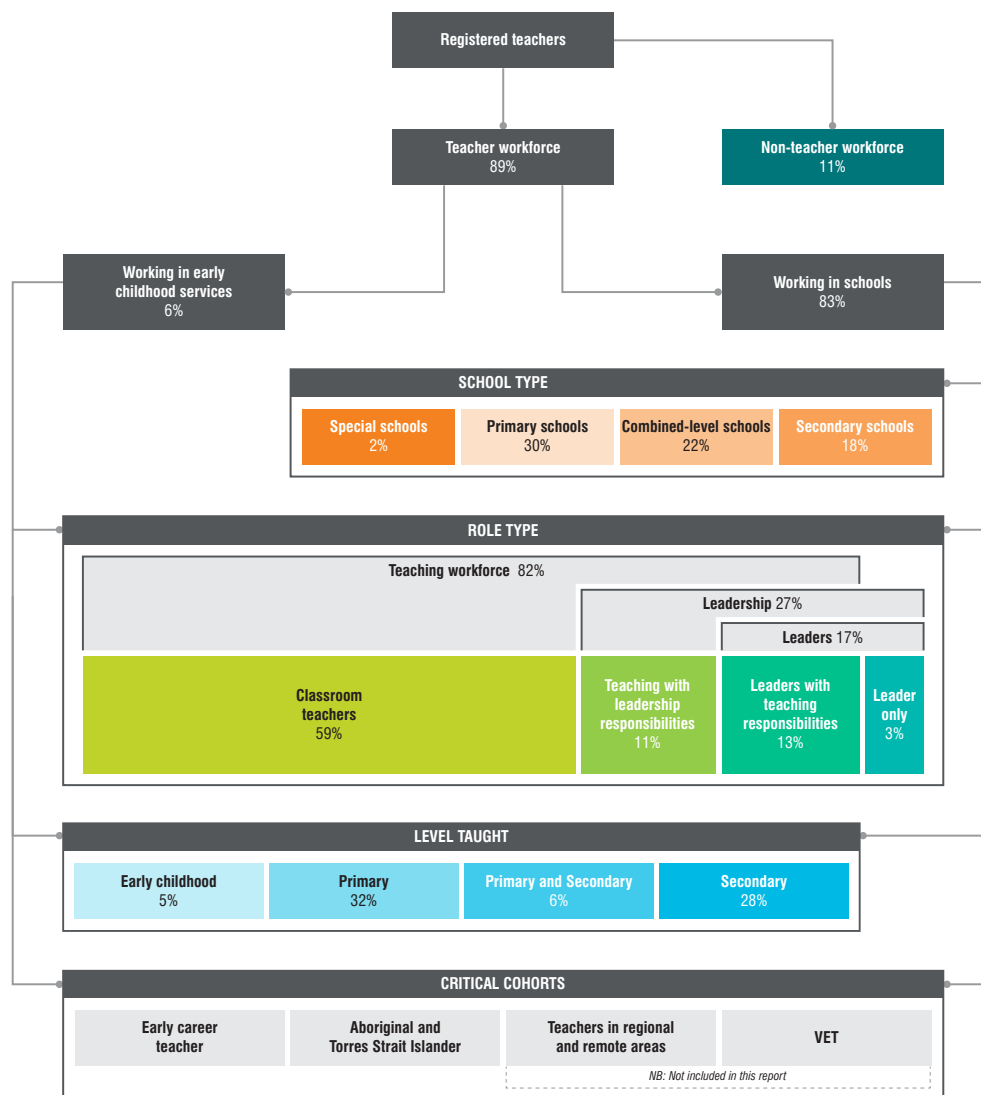 Registered teachers
Teacher workforce
89%
Non-teacher workforce
11%
Working in early
childhood services
6%
Working in schools
83%
SCHOOL TYPE
Special schools
2%
Primary schools
30%
Combined-level schools
22%
Secondary schools
18%
ROLE TYPE
Teaching workforce 82%
Leadership 27%
Leaders 17%
Classroom
teachers
59%
Teaching with
leadership
responsibilities
11%
Leaders with
teaching
responsibilities
13%
Leader
only
3%
LEVEL TAUGHT
Early childhood
5%
Primary
32%
Primary and Secondary
6%
Secondary
28%
CRITICAL COHORTS
Early career
teacher
Aboriginal and
Torres Strait Islander
Teachers in regional
and remote areas
VET
NB: Not included in this report